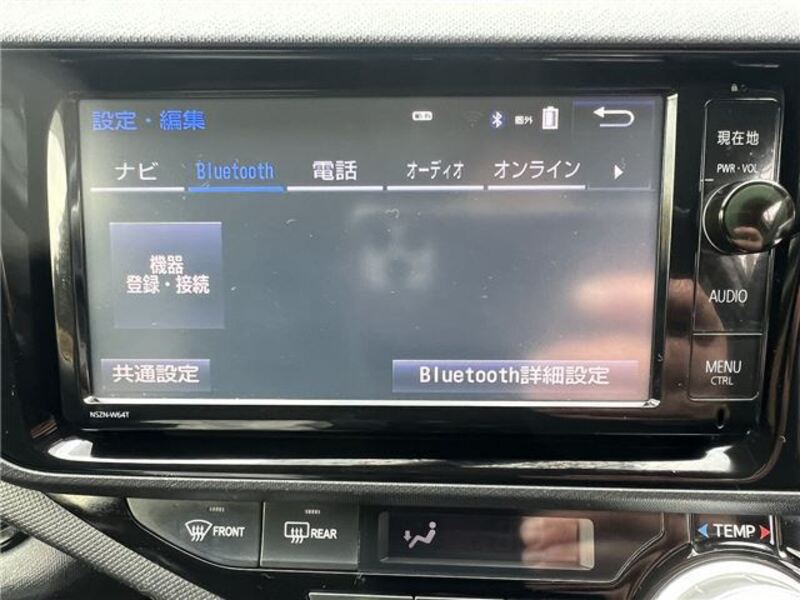 設定・編集
Wi-Fi
圏外
現在地
ナビ Bluetooth 電話 オーディオ オンライン
PWR・VOL
機器
登録・接続
AUDIO
共通設定
Bluetooth詳細設定
MENU
CTRL
NSZN-W64T
FRONT
REAR
TEMP